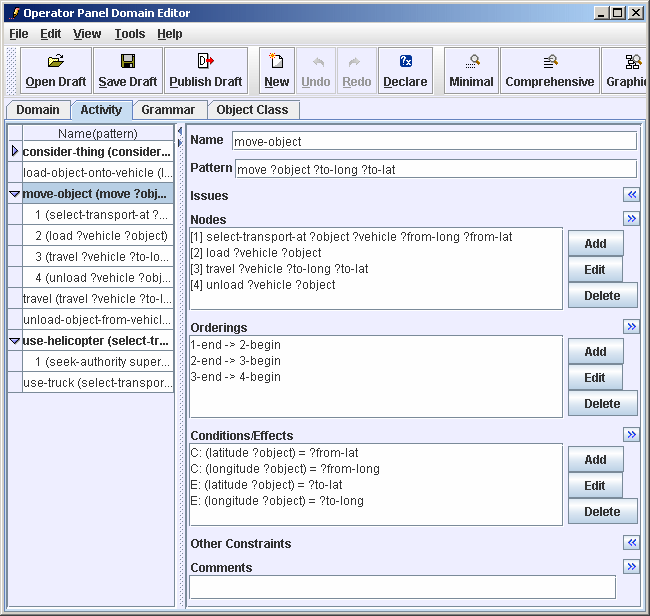 Operator Panel Domain Editor
File Edit View Tools Help
Open Draft Save Draft Publish Draft New Undo Redo Declare Minimal Comprehensive Graphic
Domain Activity Grammar Object Class
Name(pattern)
consider-thing (consider...
load-object-onto-vehicle (l...
move-object (move ?obj...
1 (select-transport-at ?...
2 (load ?vehicle ?object)
3 (travel ?vehicle ?to-lo...
4 (unload ?vehicle ?obj...
travel (travel ?vehicle ?to-l...
unload-object-from-vehicl...
use-helicopter (select-tr...
1 (seek-authority super...
use-truck (select-transpor...
Name move-object
Pattern move ?object ?to-long ?to-lat
Issues
Nodes
[1] select-transport-at ?object ?vehicle ?from-long ?from-lat
[2] load ?vehicle ?object
[3] travel ?vehicle ?to-long ?to-lat
[4] unload ?vehicle ?object
Add
Edit
Delete
Orderings
1-end -> 2-begin
2-end -> 3-begin
3-end -> 4-begin
Add
Edit
Delete
Conditions/Effects
C: (latitude ?object) = ?from-lat
C: (longitude ?object) = ?from-long
E: (latitude ?object) = ?to-lat
E: (longitude ?object) = ?to-long
Add
Edit
Delete
Other Constraints
Comments